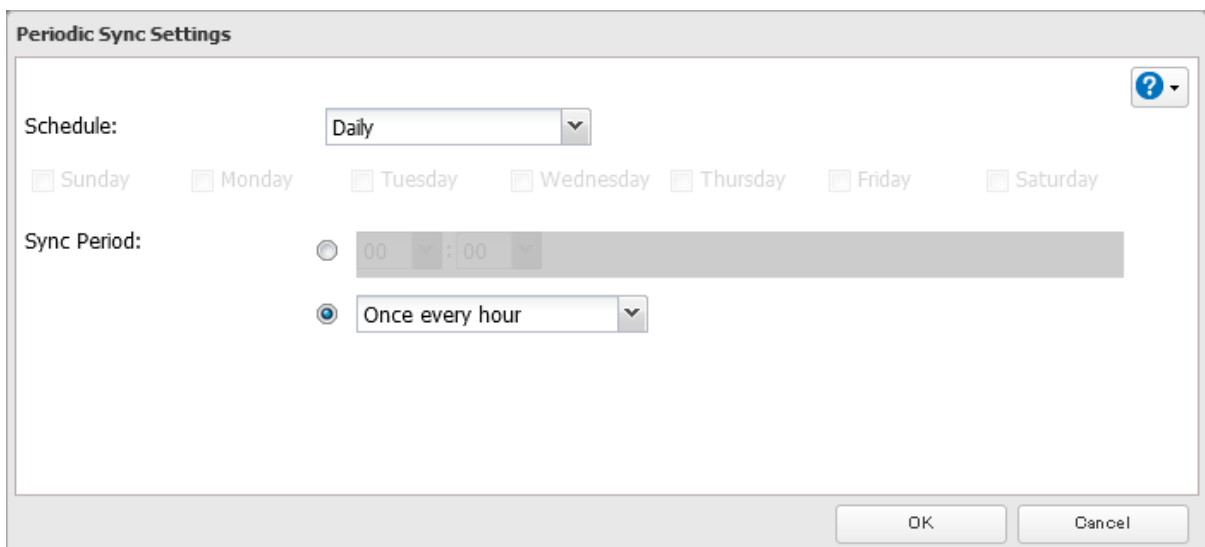 Periodic Sync Settings
?
Schedule: Daily
Sunday Monday Tuesday Wednesday Thursday Friday Saturday
Sync Period: 00 : 00
Once every hour
OK Cancel